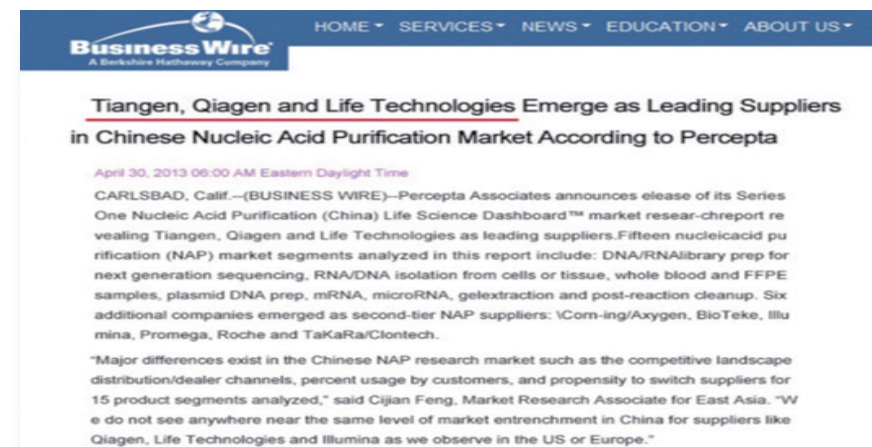 HOME SERVICES NEWS EDUCATION ABOUT US
BusinessWire
A Berkshire Hathaway Company
Tiangen, Qiagen and Life Technologies Emerge as Leading Suppliers
in Chinese Nucleic Acid Purification Market According to Percepta
April 30, 2013 06:00 AM Eastern Daylight Time
CARLSBAD, Calif.--(BUSINESS WIRE)--Percepta Associates announces elease of its Series
One Nucleic Acid Purification (China) Life Science Dashboard™ market resear-chreport re
vealing Tiangen, Qiagen and Life Technologies as leading suppliers.Fifteen nucleicacid pu
rification (NAP) market segments analyzed in this report include: DNA/RNAlibrary prep for
next generation sequencing, RNA/DNA isolation from cells or tissue, whole blood and FFPE
samples, plasmid DNA prep, mRNA, microRNA, gelextraction and post-reaction cleanup. Six
additional companies emerged as second-tier NAP suppliers: \Corn-ing/Axygen, BioTeke, Illu
mina, Promega, Roche and TaKaRa/Clontech.
"Major differences exist in the Chinese NAP research market such as the competitive landscape
distribution/dealer channels, percent usage by customers, and propensity to switch suppliers for
15 product segments analyzed," said Cijian Feng, Market Research Associate for East Asia. "W
e do not see anywhere near the same level of market entrenchment in China for suppliers like
Qiagen, Life Technologies and Illumina as we observe in the US or Europe."